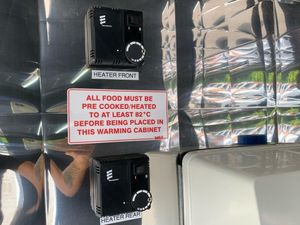 HEATER FRONT
ALL FOOD MUST BE
PRE COOKED/HEATED
TO AT LEAST 82°C
BEFORE BEING PLACED IN
THIS WARMING CABINET
HEATER REAR